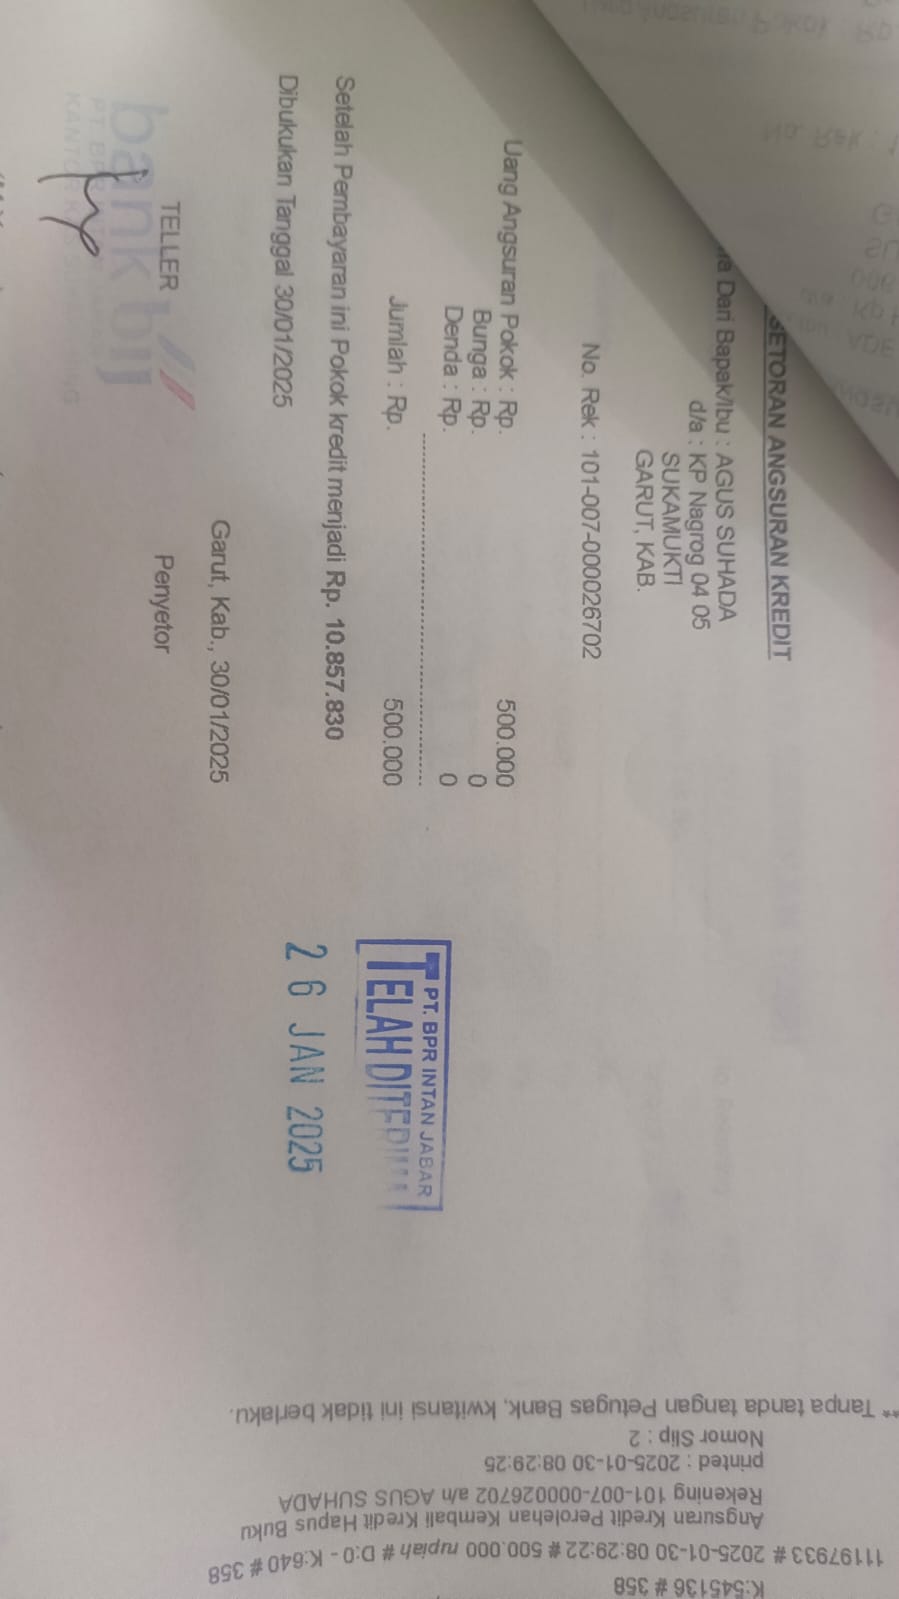 SETORAN ANGSURAN KREDIT
Dari Bapak/Ibu : AGUS SUHADA
d/a : KP Nagrog 04 05
SUKAMUKTI
GARUT, KAB.
No. Rek : 101-007-000026702
Uang Angsuran Pokok : Rp. 500.000
Bunga : Rp. 0
Denda : Rp. 0
Jumlah : Rp. 500.000
Setelah Pembayaran ini Pokok kredit menjadi Rp. 10.857.830
Dibukukan Tanggal 30/01/2025
Garut, Kab., 30/01/2025
TELLER Penyetor
bank bij
PT. BPR
PT. BPR INTAN JABAR
TELAH DITERIMA
26 JAN 2025
K:545136 # 358
11197933 # 2025-01-30 08:29:22 # 500.000 rupiah # D:0 - K:640 # 358
Angsuran Kredit Perolehan Kembali Kredit Hapus Buku
Rekening 101-007-000026702 a/n AGUS SUHADA
printed : 2025-01-30 08:29:25
Nomor Slip : 2
** Tanpa tanda tangan Petugas Bank, kwitansi ini tidak berlaku.